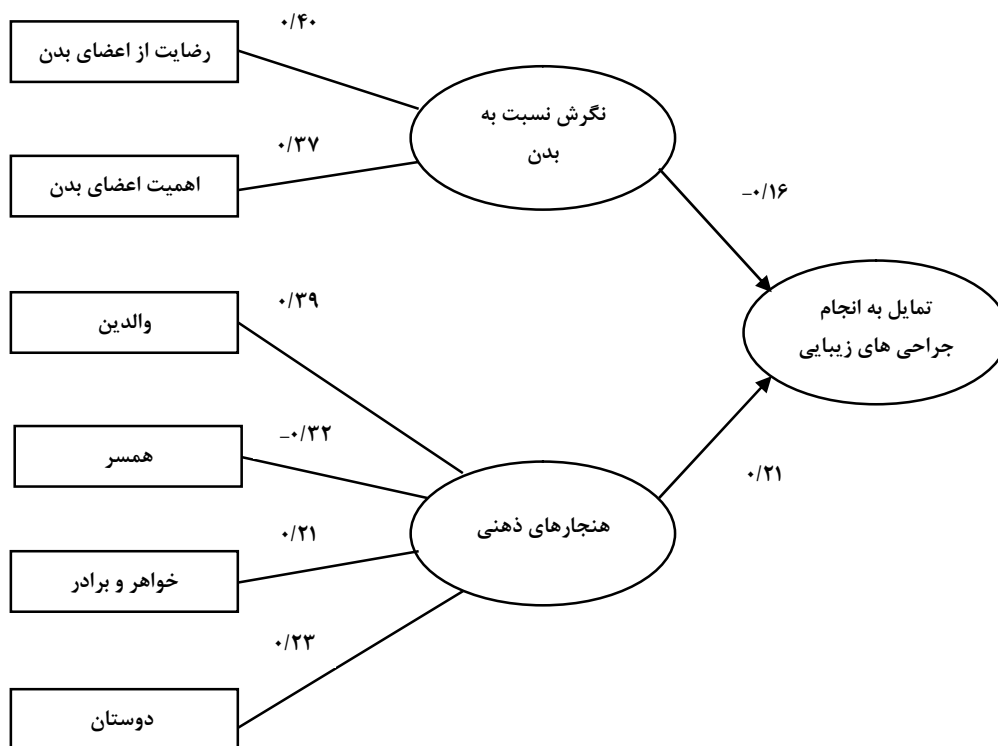 ۰/۴۰
رضایت از اعضای بدن
نگرش نسبت به
بدن
۰/۳۷
اهمیت اعضای بدن
–۰/۱۶
۰/۳۹
والدین
تمایل به انجام
جراحی های زیبایی
–۰/۳۲
همسر
۰/۲۱
هنجارهای ذهنی
۰/۲۱
خواهر و برادر
۰/۲۳
دوستان